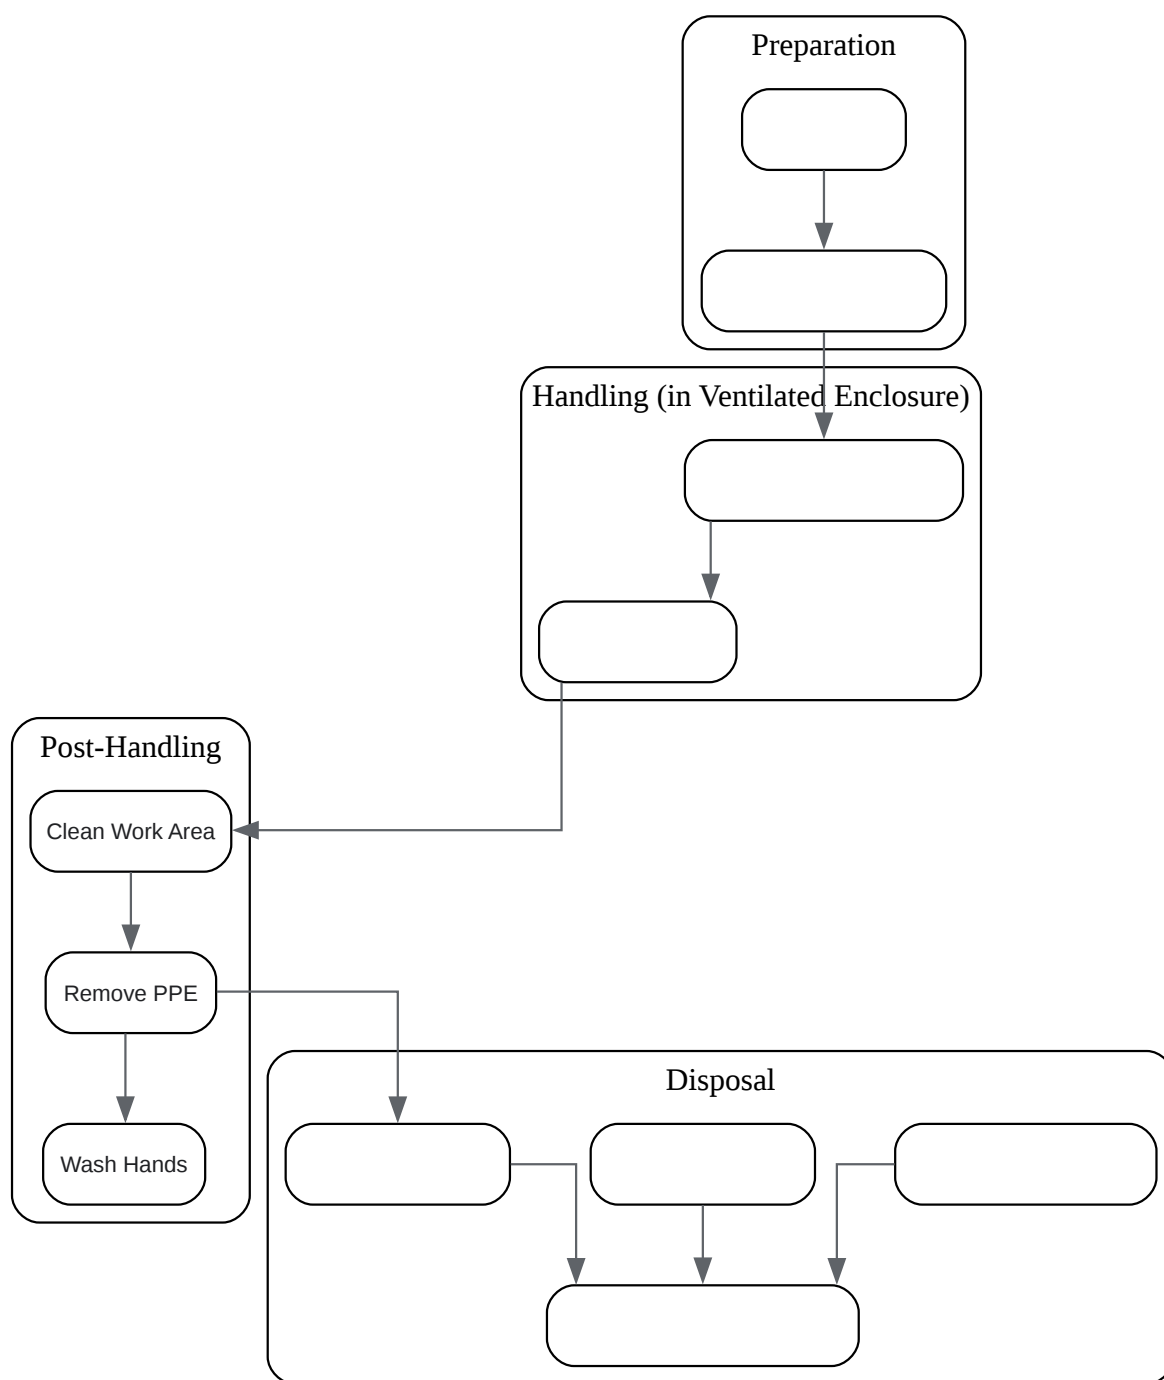 Preparation
Handling (in Ventilated Enclosure)
Post-Handling
Clean Work Area
Remove PPE
Wash Hands
Disposal